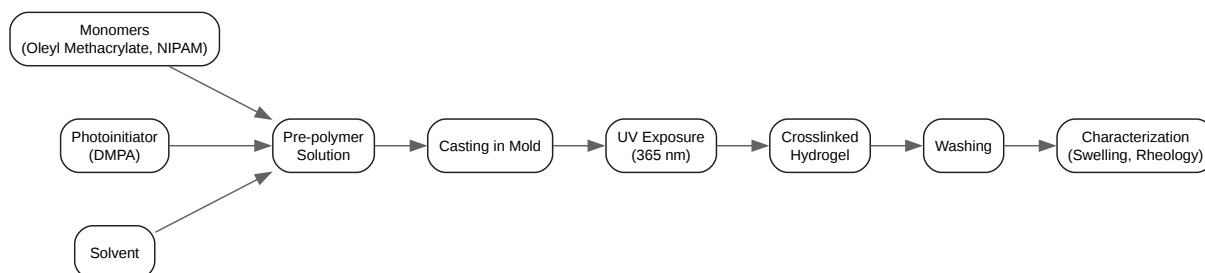 Monomers
(Oleyl Methacrylate, NIPAM)
Photoinitiator
(DMPA)
Solvent
Pre-polymer
Solution
Casting in Mold
UV Exposure
(365 nm)
Crosslinked
Hydrogel
Washing
Characterization
(Swelling, Rheology)